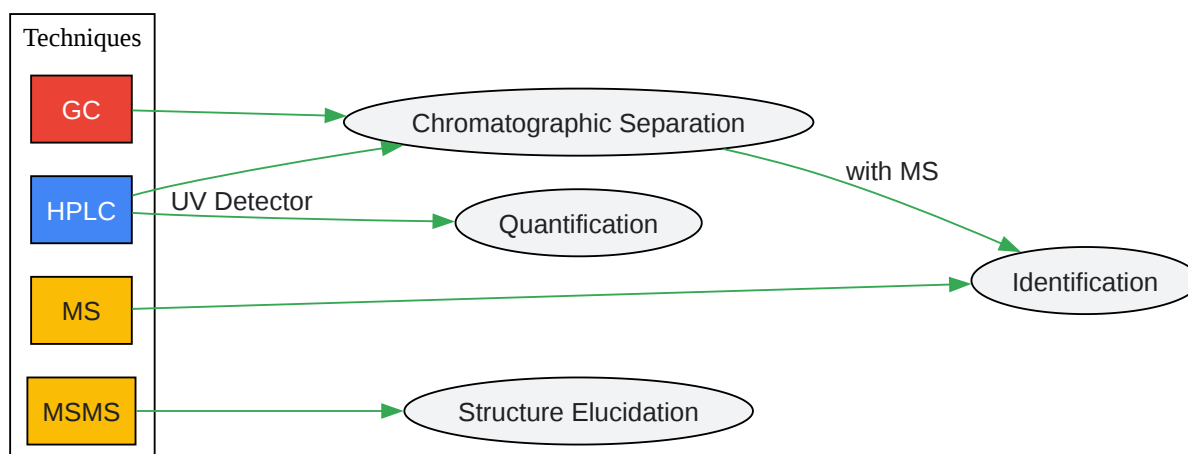 Techniques
GC
Chromatographic Separation
with MS
HPLC
UV Detector
Quantification
Identification
MS
MSMS
Structure Elucidation